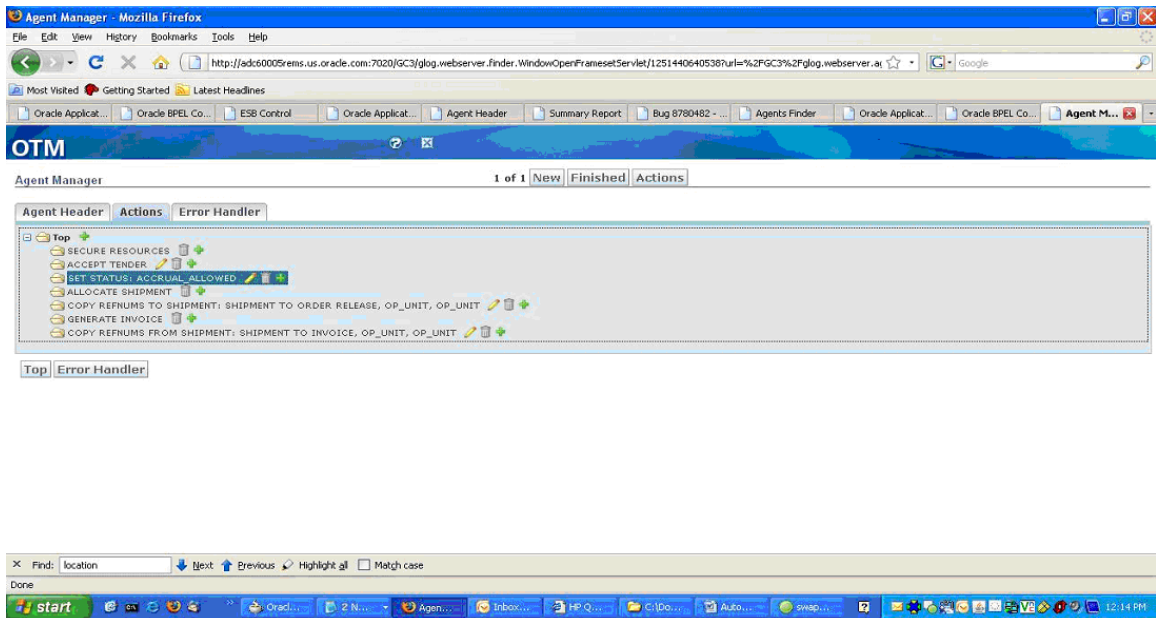 Agent Manager - Mozilla Firefox
File Edit View History Bookmarks Tools Help
http://adc60005rems.us.oracle.com:7020/GC3/glog.webserver.finder.WindowOpenFramesetServlet/1251440640538?url=%2FGC3%2Fglog.webserver.a Google
Most Visited Getting Started Latest Headlines
Oracle Applicat... Oracle BPEL Co... ESB Control Oracle Applicat... Agent Header Summary Report Bug 8780482 - ... Agents Finder Oracle Applicat... Oracle BPEL Co... Agent M...
OTM
Agent Manager 1 of 1 New Finished Actions
Agent Header Actions Error Handler
Top
SECURE RESOURCES
ACCEPT TENDER
SET STATUS: ACCRUAL_ALLOWED
ALLOCATE SHIPMENT
COPY REFNUMS TO SHIPMENT: SHIPMENT TO ORDER RELEASE, OP_UNIT, OP_UNIT
GENERATE INVOICE
COPY REFNUMS FROM SHIPMENT: SHIPMENT TO INVOICE, OP_UNIT, OP_UNIT
Top Error Handler
Find: location Next Previous Highlight all Match case
Done
start Oracl... 2 N... Agen... Inbox... HP Q... C:\Do... Auto... swap... 12:14 PM